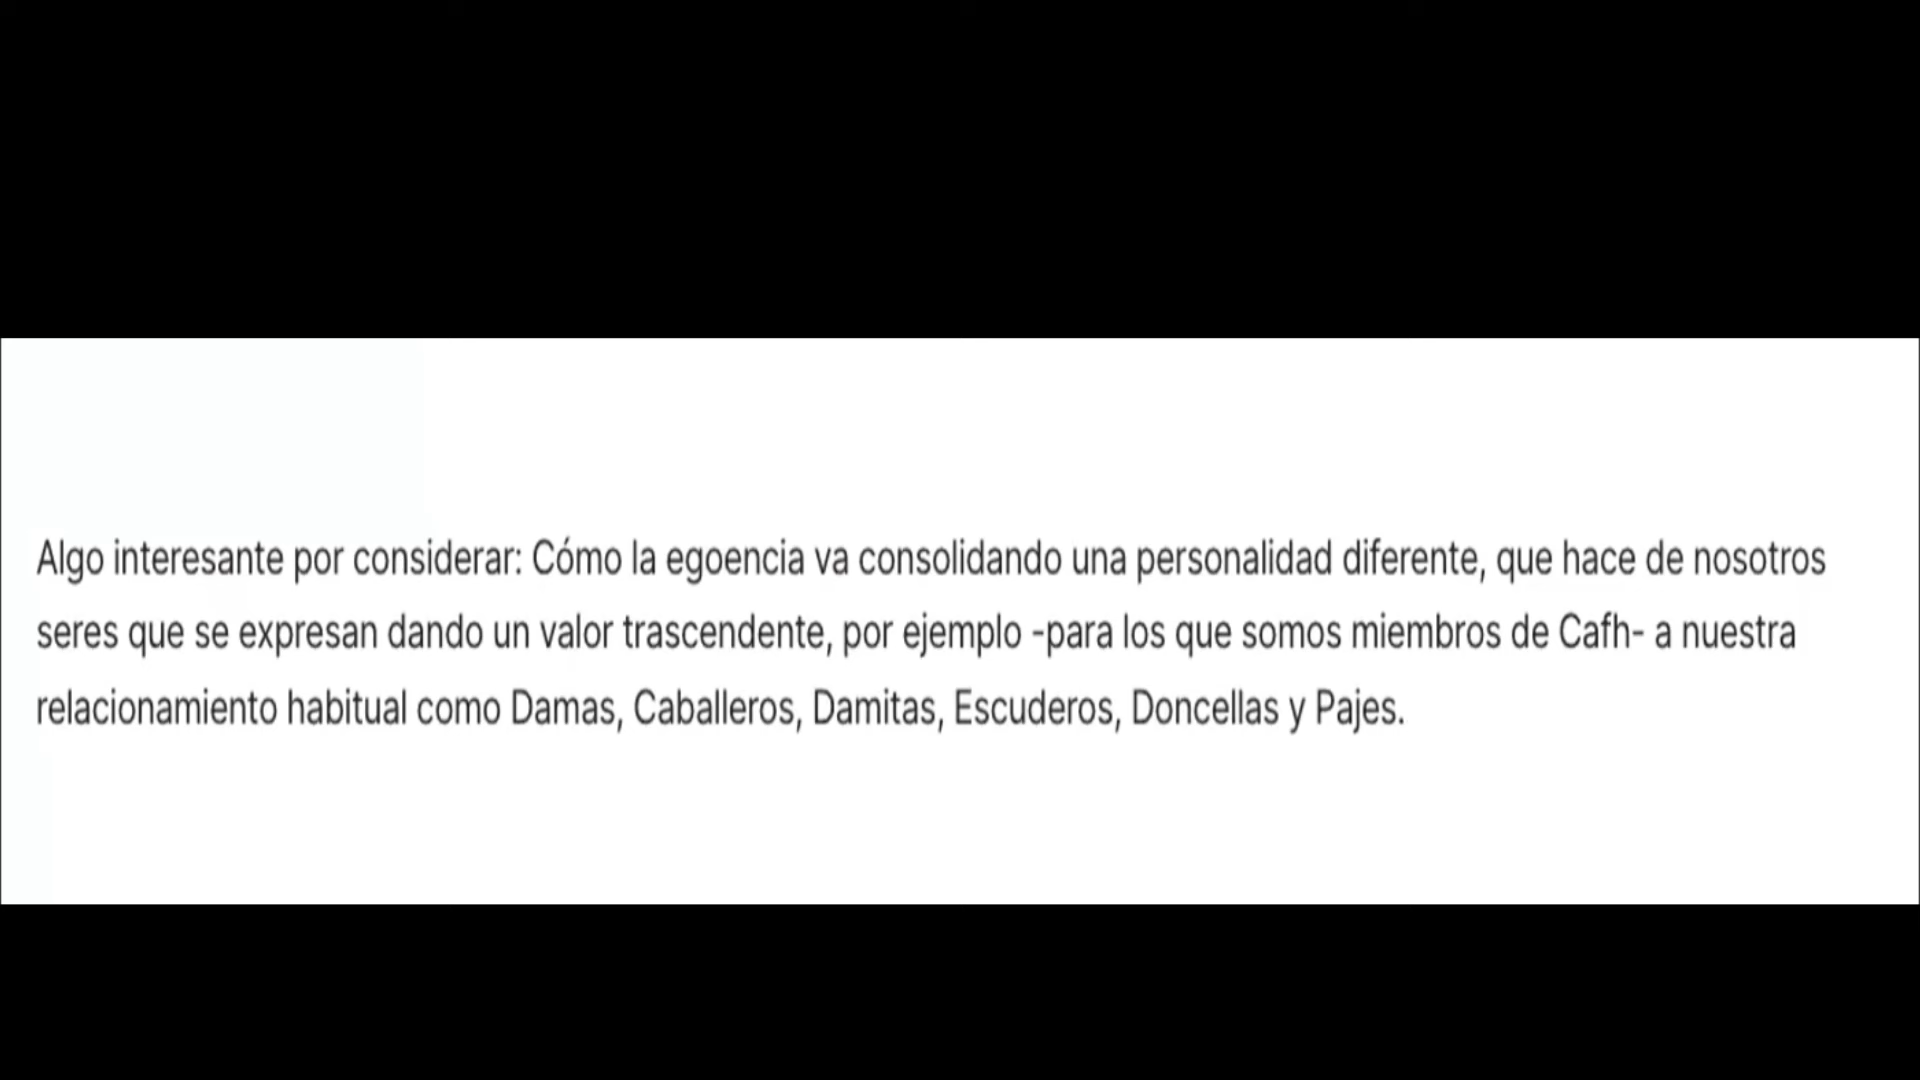 Algo interesante por considerar: Cómo la egoencia va consolidando una personalidad diferente, que hace de nosotros
seres que se expresan dando un valor trascendente, por ejemplo -para los que somos miembros de Cafh- a nuestra
relacionamiento habitual como Damas, Caballeros, Damitas, Escuderos, Doncellas y Pajes.